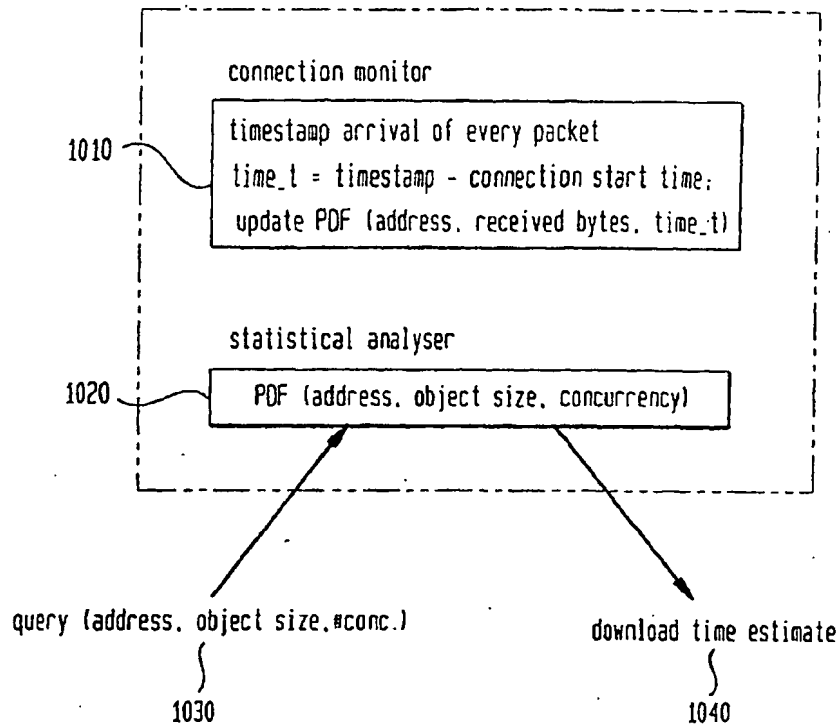 connection monitor
timestamp arrival of every packet
time_t = timestamp - connection start time;
update PDF (address, received bytes, time_t)
1010
statistical analyser
PDF (address, object size, concurrency)
1020
query (address, object size,#conc.)
1030
download time estimate
1040